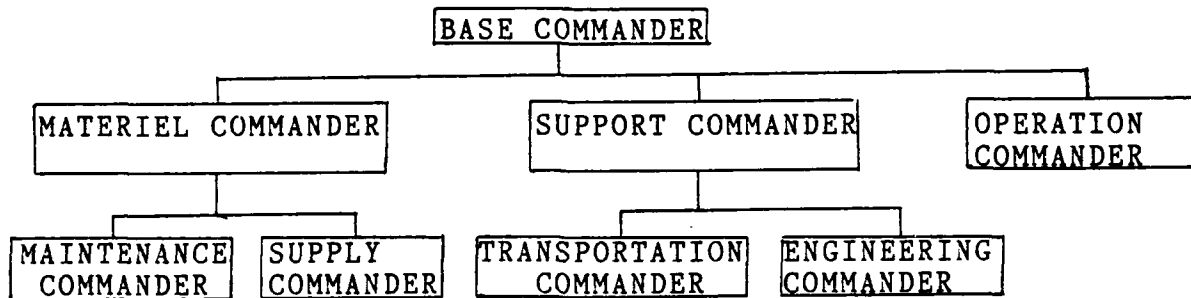 BASE COMMANDER
MATERIEL COMMANDER
SUPPORT COMMANDER
OPERATION
COMMANDER
MAINTENANCE
COMMANDER
SUPPLY
COMMANDER
TRANSPORTATION
COMMANDER
ENGINEERING
COMMANDER